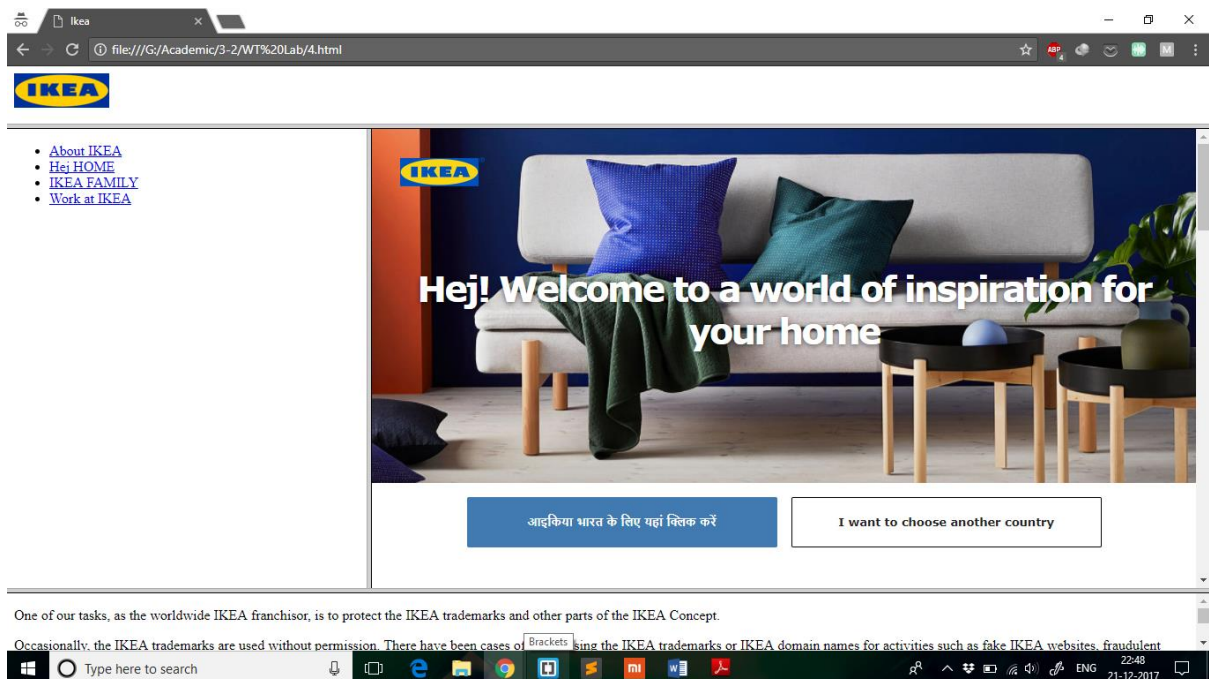 Ikea
file:///G:/Academic/3-2/WT%20Lab/4.html
ABP
4
M
IKEA
About IKEA
Hej HOME
IKEA FAMILY
Work at IKEA
IKEA
Hej! Welcome to a world of inspiration for
your home
आइकिया भारत के लिए यहां क्लिक करें
I want to choose another country
One of our tasks, as the worldwide IKEA franchisor, is to protect the IKEA trademarks and other parts of the IKEA Concept.
Occasionally, the IKEA trademarks are used without permission. There have been cases of sing the IKEA trademarks or IKEA domain names for activities such as fake IKEA websites, fraudulent
Brackets
Type here to search
mi
ENG
22:48
21-12-2017